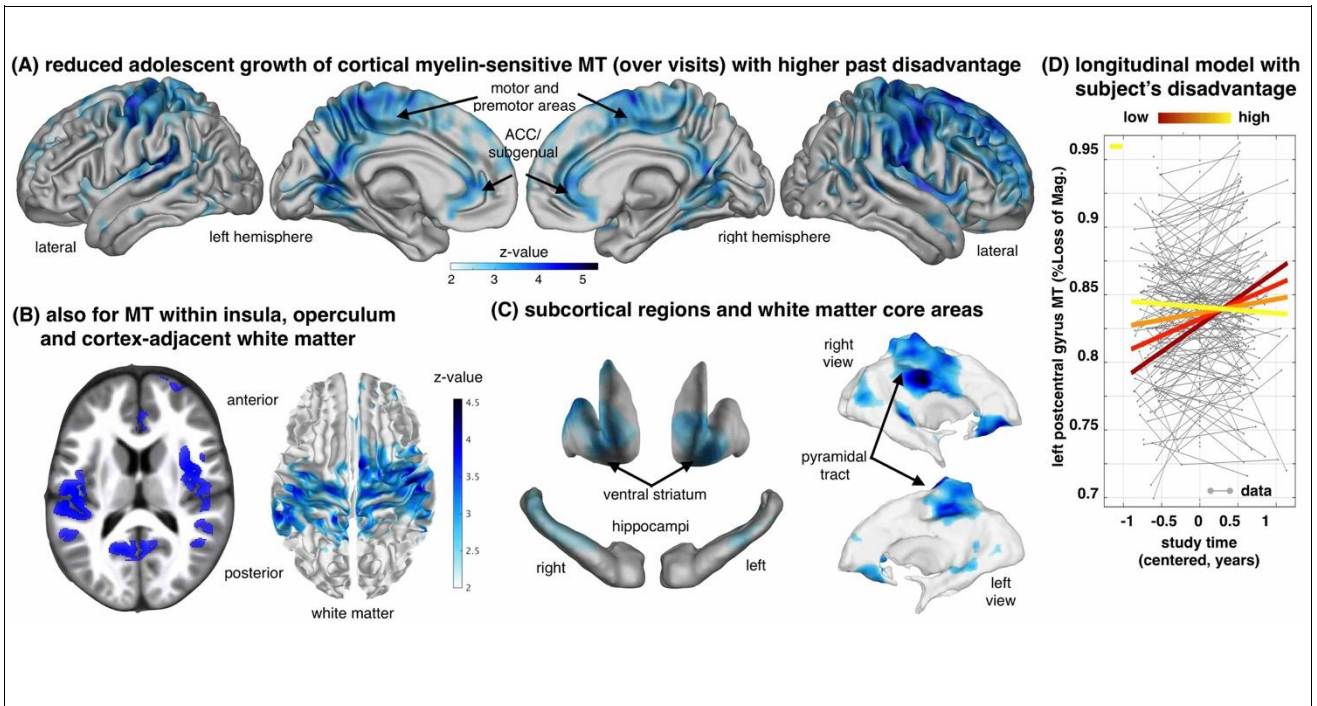 (A) reduced adolescent growth of cortical myelin-sensitive MT (over visits) with higher past disadvantage
motor and
premotor areas
ACC/
subgenual
lateral
left hemisphere
right hemisphere
lateral
z-value
2 3 4 5
(B) also for MT within insula, operculum
and cortex-adjacent white matter
anterior
posterior
white matter
z-value
4.5
4
3.5
3
2.5
2
(C) subcortical regions and white matter core areas
ventral striatum
hippocampi
right
left
right
view
pyramidal
tract
left
view
(D) longitudinal model with
subject's disadvantage
low high
left postcentral gyrus MT (%Loss of Mag.)
0.95
0.9
0.85
0.8
0.75
0.7
data
-1 -0.5 0 0.5 1
study time
(centered, years)